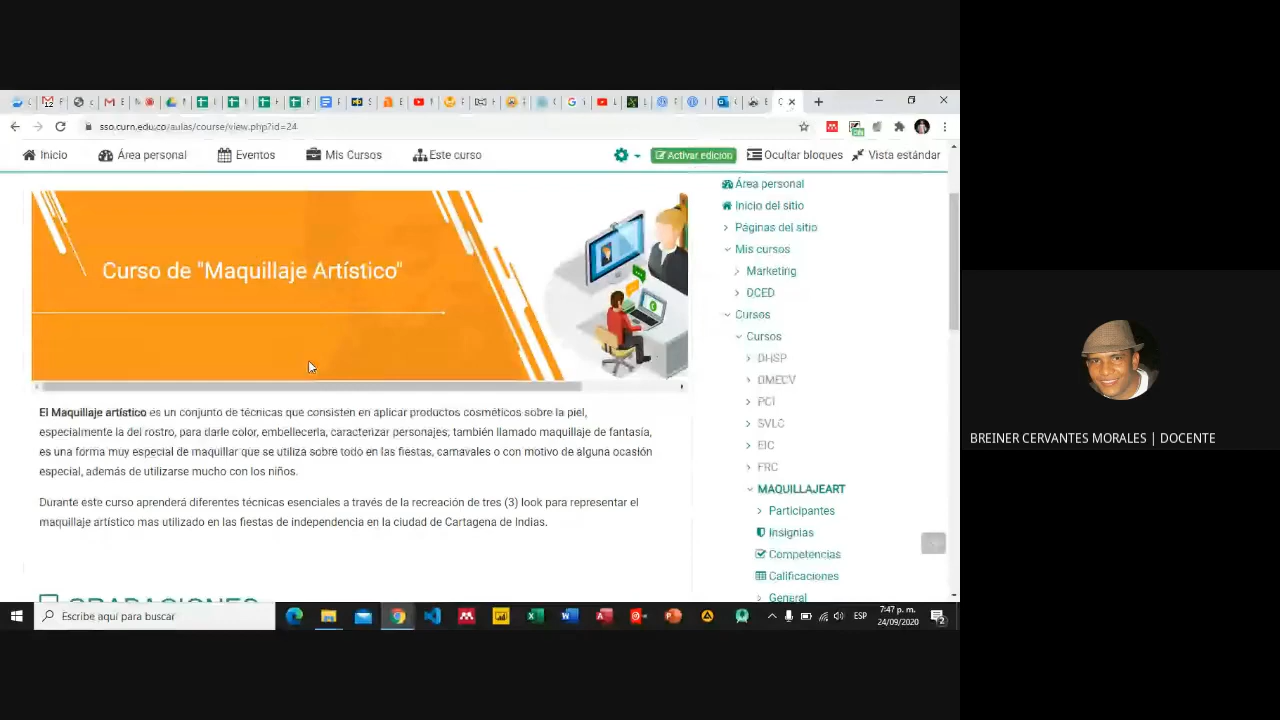 sso.curn.edu.co/aulas/course/view.php?id=24
Inicio
Área personal
Eventos
Mis Cursos
Este curso
Activar edición
Ocultar bloques
Vista estándar
Curso de "Maquillaje Artístico"
El Maquillaje artístico es un conjunto de técnicas que consisten en aplicar productos cosméticos sobre la piel,
especialmente la del rostro, para darle color, embellecerla, caracterizar personajes; también llamado maquillaje de fantasía,
es una forma muy especial de maquillar que se utiliza sobre todo en las fiestas, carnavales o con motivo de alguna ocasión
especial, además de utilizarse mucho con los niños.
Durante este curso aprenderá diferentes técnicas esenciales a través de la recreación de tres (3) look para representar el
maquillaje artístico mas utilizado en las fiestas de independencia en la ciudad de Cartagena de Indias.
GRABACIONES
Área personal
Inicio del sitio
Páginas del sitio
Mis cursos
Marketing
DCED
Cursos
Cursos
DHSP
DMECV
PCI
SVLC
EIC
FRC
MAQUILLAJEART
Participantes
Insignias
Competencias
Calificaciones
General
Escribe aquí para buscar
ESP
7:47 p. m.
24/09/2020
2
BREINER CERVANTES MORALES | DOCENTE